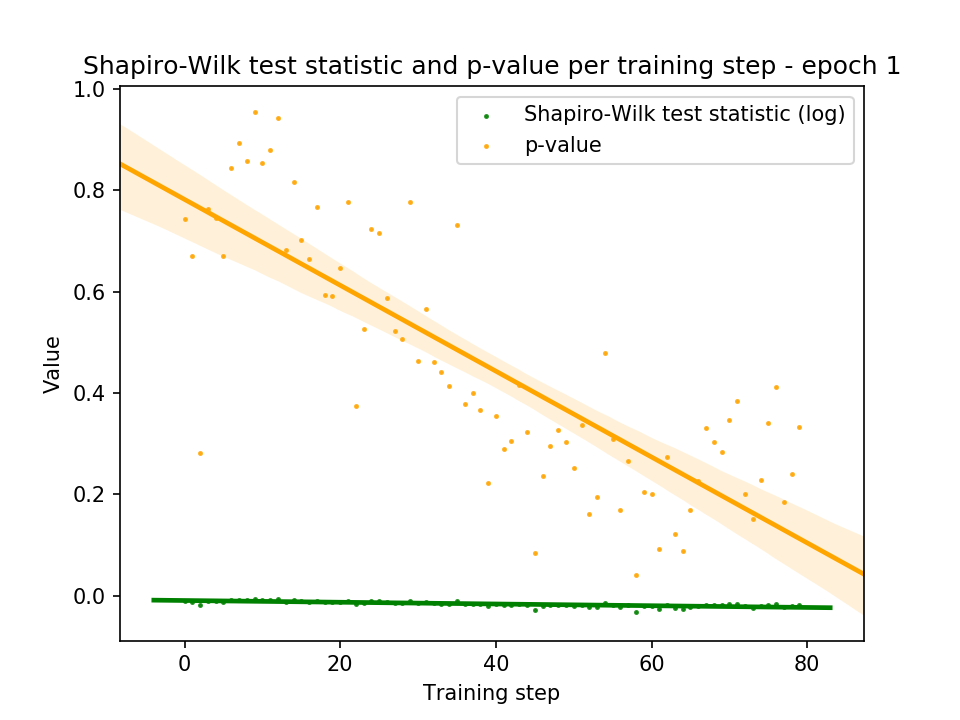 Shapiro-Wilk test statistic and p-value per training step - epoch 1
Shapiro-Wilk test statistic (log)
p-value
Value
1.0
0.8
0.6
0.4
0.2
0.0
0
20
40
60
80
Training step